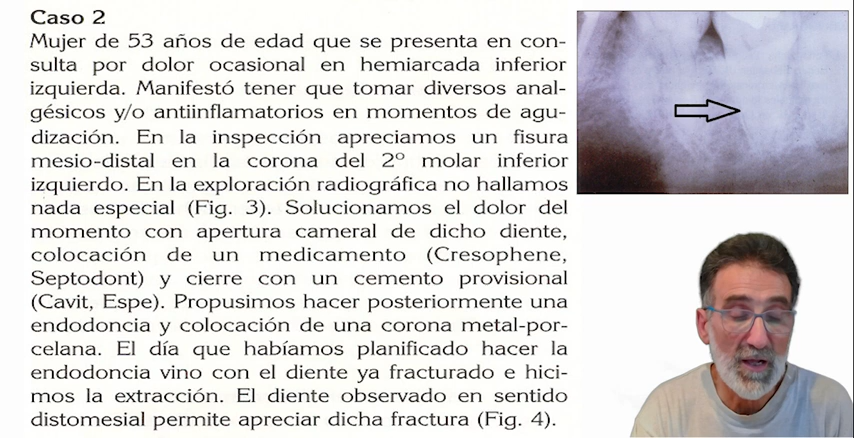 Caso 2
Mujer de 53 años de edad que se presenta en con-
sulta por dolor ocasional en hemiarcada inferior
izquierda. Manifestó tener que tomar diversos anal-
gésicos y/o antiinflamatorios en momentos de agu-
dización. En la inspección apreciamos un fisura
mesio-distal en la corona del 2º molar inferior
izquierdo. En la exploración radiográfica no hallamos
nada especial (Fig. 3). Solucionamos el dolor del
momento con apertura cameral de dicho diente,
colocación de un medicamento (Cresophene,
Septodont) y cierre con un cemento provisional
(Cavit, Espe). Propusimos hacer posteriormente una
endodoncia y colocación de una corona metal-por-
celana. El día que habíamos planificado hacer la
endodoncia vino con el diente ya fracturado e hici-
mos la extracción. El diente observado en sentido
distomesial permite apreciar dicha fractura (Fig. 4).